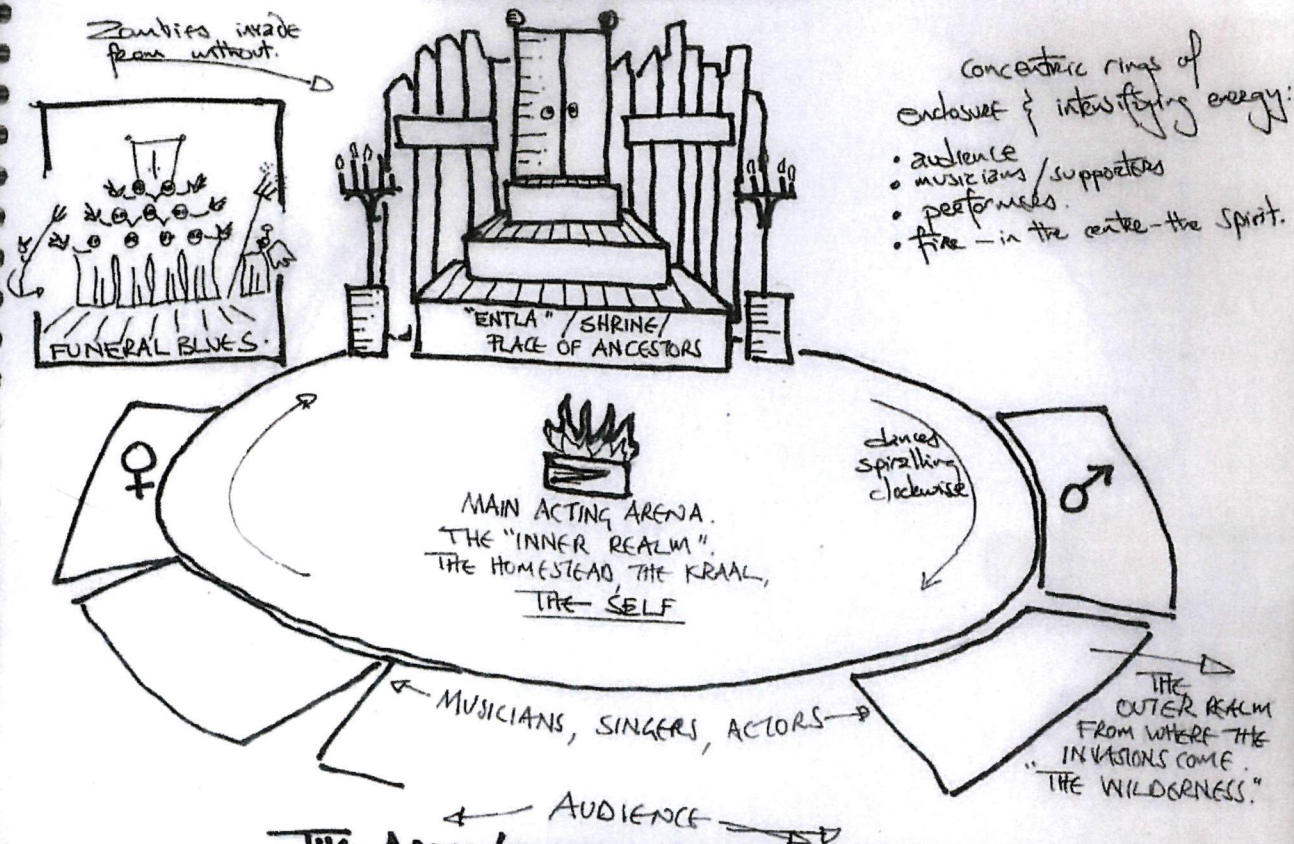 Zombies invade
from without.
concentric rings of
enclosure & intensifying energy:
• audience
• musicians/supporters
• performers.
• fire – in the centre – the spirit.
FUNERAL BLUES.
"ENTLA" / SHRINE/
PLACE OF ANCESTORS
♀
dances
spiralling
clockwise
♂
MAIN ACTING ARENA.
THE "INNER REALM".
THE HOMESTEAD, THE KRAAL,
THE SELF
MUSICIANS, SINGERS, ACTORS
THE
OUTER REALM
FROM WHERE THE
INVASIONS COME.
"THE WILDERNESS."
AUDIENCE